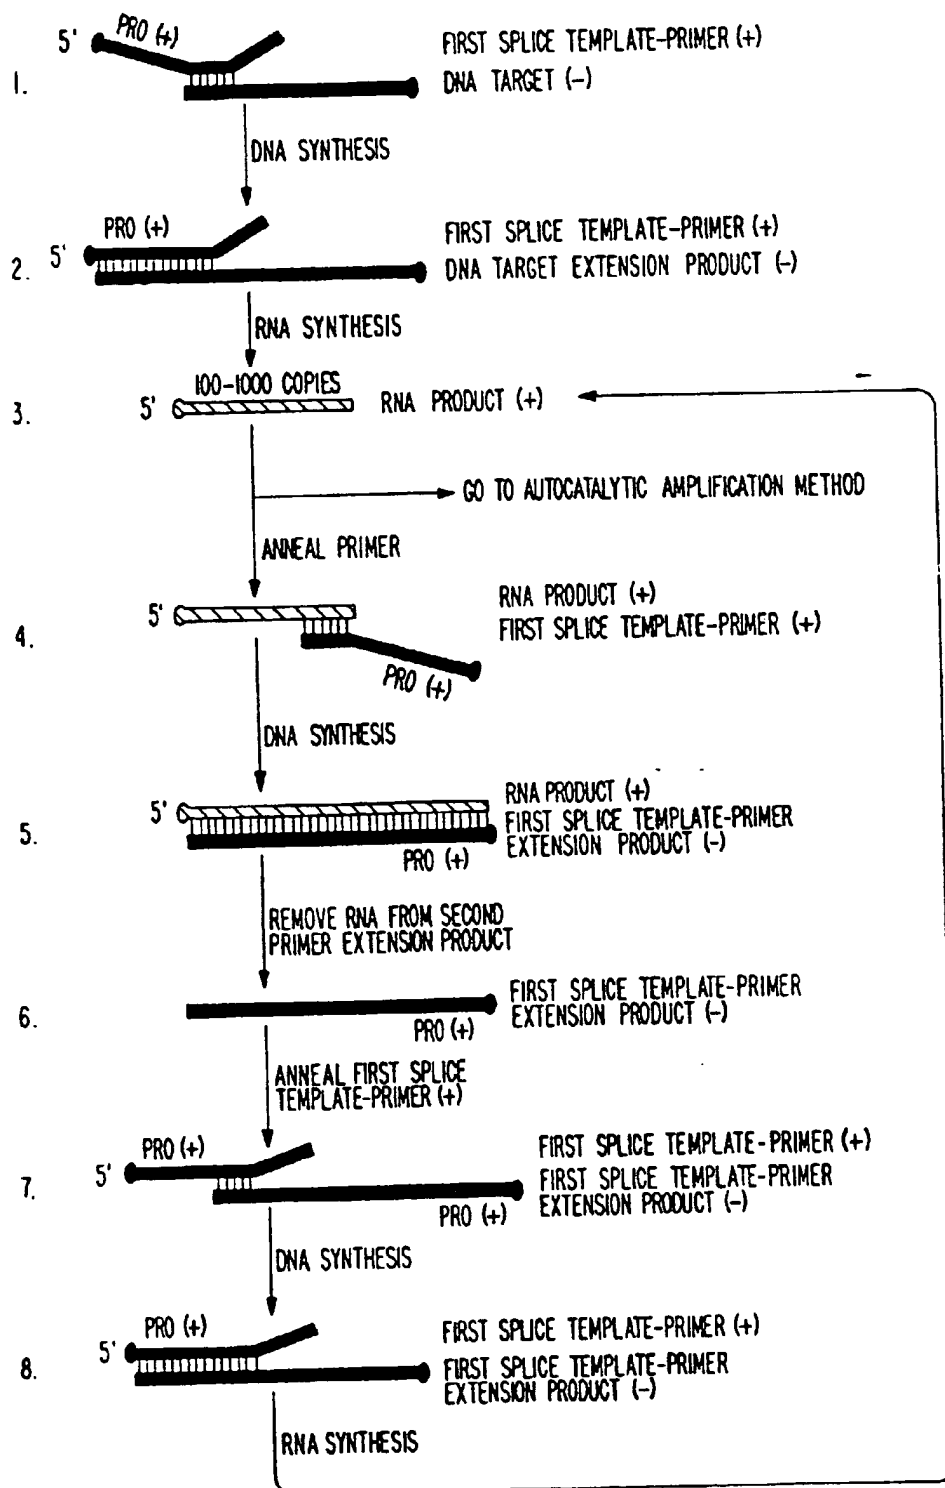 PRO (+)
5'
FIRST SPLICE TEMPLATE-PRIMER (+)
1.
DNA TARGET (-)
DNA SYNTHESIS
PRO (+)
FIRST SPLICE TEMPLATE-PRIMER (+)
5'
2.
DNA TARGET EXTENSION PRODUCT (-)
RNA SYNTHESIS
100-1000 COPIES
3.
5'
RNA PRODUCT (+)
GO TO AUTOCATALYTIC AMPLIFICATION METHOD
ANNEAL PRIMER
RNA PRODUCT (+)
5'
4.
FIRST SPLICE TEMPLATE-PRIMER (+)
PRO (+)
DNA SYNTHESIS
RNA PRODUCT (+)
5'
5.
FIRST SPLICE TEMPLATE-PRIMER
EXTENSION PRODUCT (-)
PRO (+)
REMOVE RNA FROM SECOND
PRIMER EXTENSION PRODUCT
6.
FIRST SPLICE TEMPLATE-PRIMER
EXTENSION PRODUCT (-)
PRO (+)
ANNEAL FIRST SPLICE
TEMPLATE-PRIMER (+)
PRO (+)
FIRST SPLICE TEMPLATE-PRIMER (+)
5'
7.
FIRST SPLICE TEMPLATE-PRIMER
EXTENSION PRODUCT (-)
PRO (+)
DNA SYNTHESIS
PRO (+)
FIRST SPLICE TEMPLATE-PRIMER (+)
5'
8.
FIRST SPLICE TEMPLATE-PRIMER
EXTENSION PRODUCT (-)
RNA SYNTHESIS